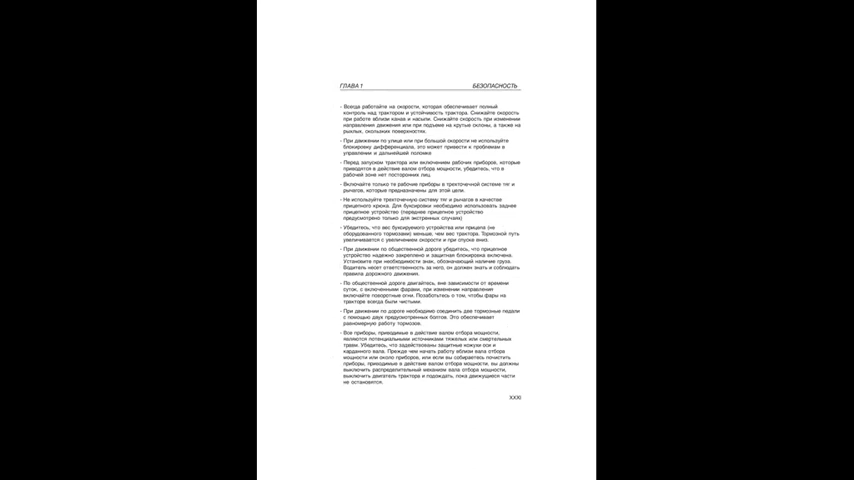 ГЛАВА 1 БЕЗОПАСНОСТЬ
- Всегда работайте на скорости, которая обеспечивает полный
контроль над трактором и устойчивость трактора. Снижайте скорость
при работе вблизи канав и насыпи. Снижайте скорость при изменении
направления движения или при подъеме на крутые склоны, а также на
рыхлых, скользких поверхностях.
- При движении по улице или при большой скорости не используйте
блокировку дифференциала, это может привести к проблемам в
управлении и дальнейшей поломке
- Перед запуском трактора или включением рабочих приборов, которые
приводятся в действие валом отбора мощности, убедитесь, что в
рабочей зоне нет посторонних лиц.
- Включайте только те рабочие приборы в трехточечной системе тяг и
рычагов, которые предназначены для этой цели.
- Не используйте трехточечную систему тяг и рычагов в качестве
прицепного крюка. Для буксировки необходимо использовать заднее
прицепное устройство (переднее прицепное устройство
предусмотрено только для экстренных случаях)
- Убедитесь, что вес буксируемого устройства или прицепа (не
оборудованного тормозами) меньше, чем вес трактора. Тормозной путь
увеличивается с увеличением скорости и при спуске вниз.
- При движении по общественной дороге убедитесь, что прицепное
устройство надежно закреплено и защитная блокировка включена.
Установите при необходимости знак, обозначающий наличие груза.
Водитель несет ответственность за него, он должен знать и соблюдать
правила дорожного движения.
- По общественной дороге двигайтесь, вне зависимости от времени
суток, с включенными фарами, при изменении направления
включайте поворотные огни. Позаботьтесь о том, чтобы фары на
тракторе всегда были чистыми.
- При движении по дороге необходимо соединить две тормозные педали
с помощью двух предусмотренных болтов. Это обеспечивает
равномерную работу тормозов.
- Все приборы, приводимые в действие валом отбора мощности,
являются потенциальными источниками тяжелых или смертельных
травм. Убедитесь, что задействованы защитные кожухи оси и
карданного вала. Прежде чем начать работу вблизи вала отбора
мощности или около приборов, или если вы собираетесь почистить
приборы, приводимые в действие валом отбора мощности, вы должны
выключить распределительный механизм вала отбора мощности,
выключить двигатель трактора и подождать, пока движущиеся части
не остановятся.
XXXI